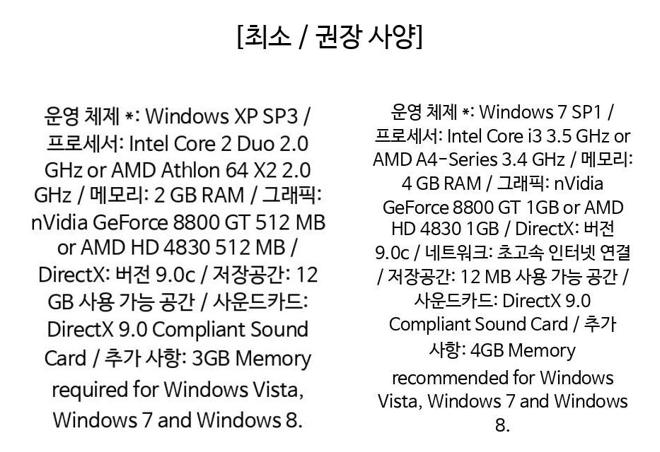 [최소 / 권장 사양]
운영 체제 *: Windows XP SP3 /
프로세서: Intel Core 2 Duo 2.0
GHz or AMD Athlon 64 X2 2.0
GHz / 메모리: 2 GB RAM / 그래픽:
nVidia GeForce 8800 GT 512 MB
or AMD HD 4830 512 MB /
DirectX: 버전 9.0c / 저장공간: 12
GB 사용 가능 공간 / 사운드카드:
DirectX 9.0 Compliant Sound
Card / 추가 사항: 3GB Memory
required for Windows Vista,
Windows 7 and Windows 8.
운영 체제 *: Windows 7 SP1 /
프로세서: Intel Core i3 3.5 GHz or
AMD A4-Series 3.4 GHz / 메모리:
4 GB RAM / 그래픽: nVidia
GeForce 8800 GT 1GB or AMD
HD 4830 1GB / DirectX: 버전
9.0c / 네트워크: 초고속 인터넷 연결
/ 저장공간: 12 MB 사용 가능 공간 /
사운드카드: DirectX 9.0
Compliant Sound Card / 추가
사항: 4GB Memory
recommended for Windows
Vista, Windows 7 and Windows
8.